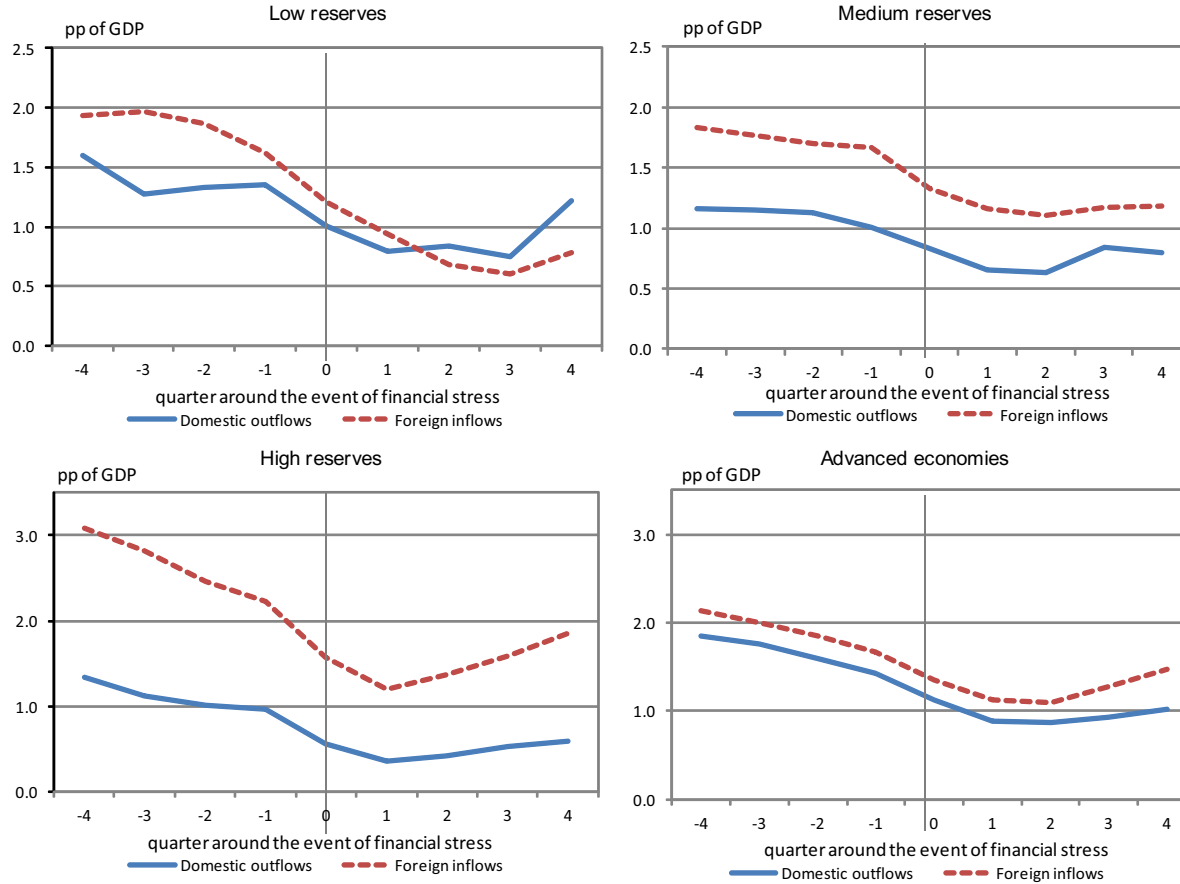 Low reserves
pp of GDP
2.5
2.0
1.5
1.0
0.5
0.0
-4 -3 -2 -1 0 1 2 3 4
quarter around the event of financial stress
Domestic outflows Foreign inflows
Medium reserves
pp of GDP
2.5
2.0
1.5
1.0
0.5
0.0
-4 -3 -2 -1 0 1 2 3 4
quarter around the event of financial stress
Domestic outflows Foreign inflows
High reserves
pp of GDP
3.0
2.0
1.0
0.0
-4 -3 -2 -1 0 1 2 3 4
quarter around the event of financial stress
Domestic outflows Foreign inflows
Advanced economies
pp of GDP
3.0
2.0
1.0
0.0
-4 -3 -2 -1 0 1 2 3 4
quarter around the event of financial stress
Domestic outflows Foreign inflows